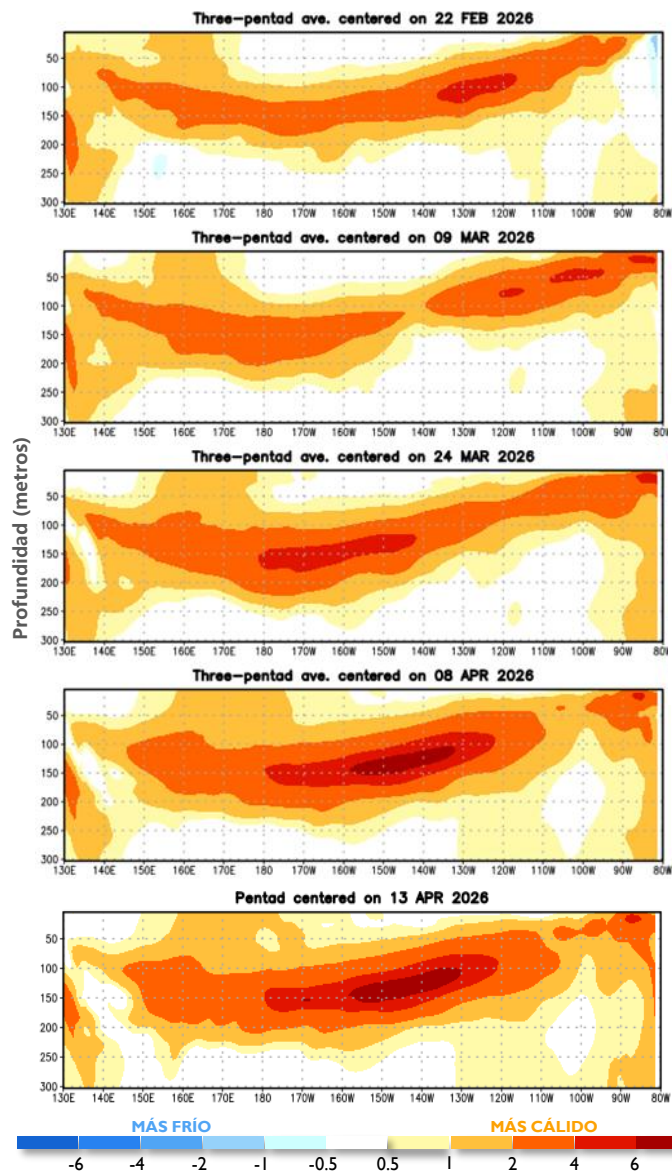 Three-pentad ave. centered on 22 FEB 2026
50
100
150
200
250
300
130E 140E 150E 160E 170E 180 170W 160W 150W 140W 130W 120W 110W 100W 90W 80W
Three-pentad ave. centered on 09 MAR 2026
50
100
150
200
250
300
130E 140E 150E 160E 170E 180 170W 160W 150W 140W 130W 120W 110W 100W 90W 80W
Profundidad (metros)
Three-pentad ave. centered on 24 MAR 2026
50
100
150
200
250
300
130E 140E 150E 160E 170E 180 170W 160W 150W 140W 130W 120W 110W 100W 90W 80W
Three-pentad ave. centered on 08 APR 2026
50
100
150
200
250
300
130E 140E 150E 160E 170E 180 170W 160W 150W 140W 130W 120W 110W 100W 90W 80W
Pentad centered on 13 APR 2026
50
100
150
200
250
300
130E 140E 150E 160E 170E 180 170W 160W 150W 140W 130W 120W 110W 100W 90W 80W
MÁS FRÍO MÁS CÁLIDO
-6 -4 -2 -1 -0.5 0.5 1 2 4 6